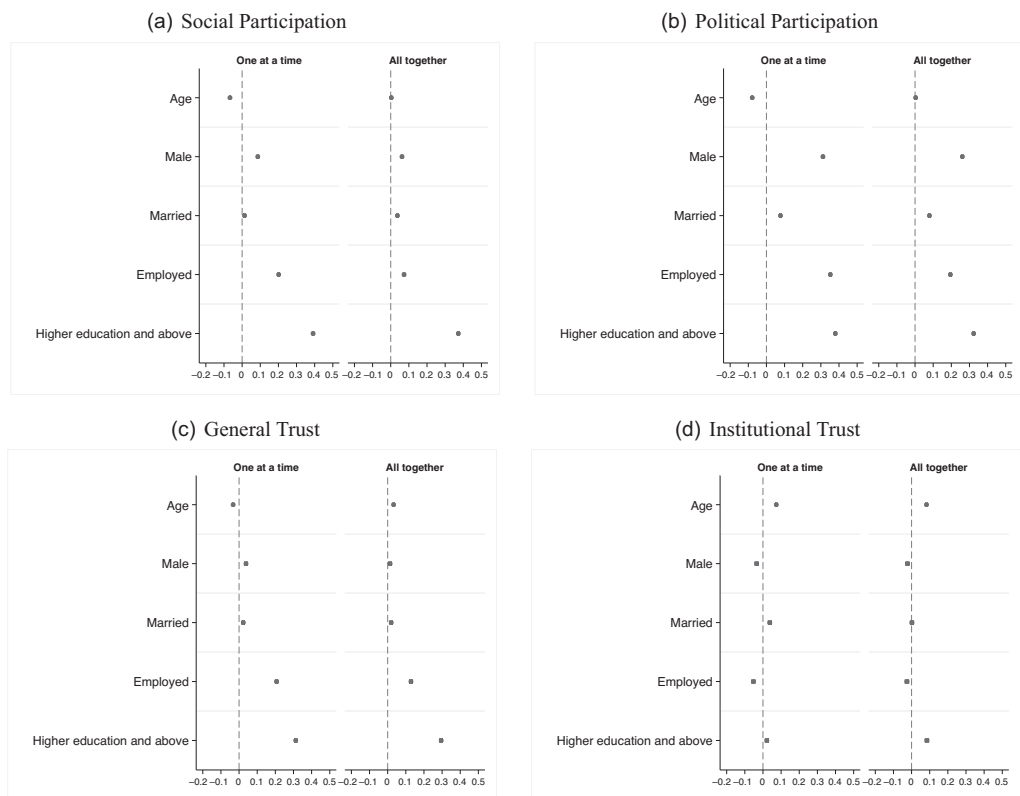 (a) Social Participation
One at a time All together
Age
Male
Married
Employed
Higher education and above
−0.2 −0.1 0 0.1 0.2 0.3 0.4 0.5 −0.2 −0.1 0 0.1 0.2 0.3 0.4 0.5
(b) Political Participation
One at a time All together
Age
Male
Married
Employed
Higher education and above
−0.2 −0.1 0 0.1 0.2 0.3 0.4 0.5 −0.2 −0.1 0 0.1 0.2 0.3 0.4 0.5
(c) General Trust
One at a time All together
Age
Male
Married
Employed
Higher education and above
−0.2 −0.1 0 0.1 0.2 0.3 0.4 0.5 −0.2 −0.1 0 0.1 0.2 0.3 0.4 0.5
(d) Institutional Trust
One at a time All together
Age
Male
Married
Employed
Higher education and above
−0.2 −0.1 0 0.1 0.2 0.3 0.4 0.5 −0.2 −0.1 0 0.1 0.2 0.3 0.4 0.5